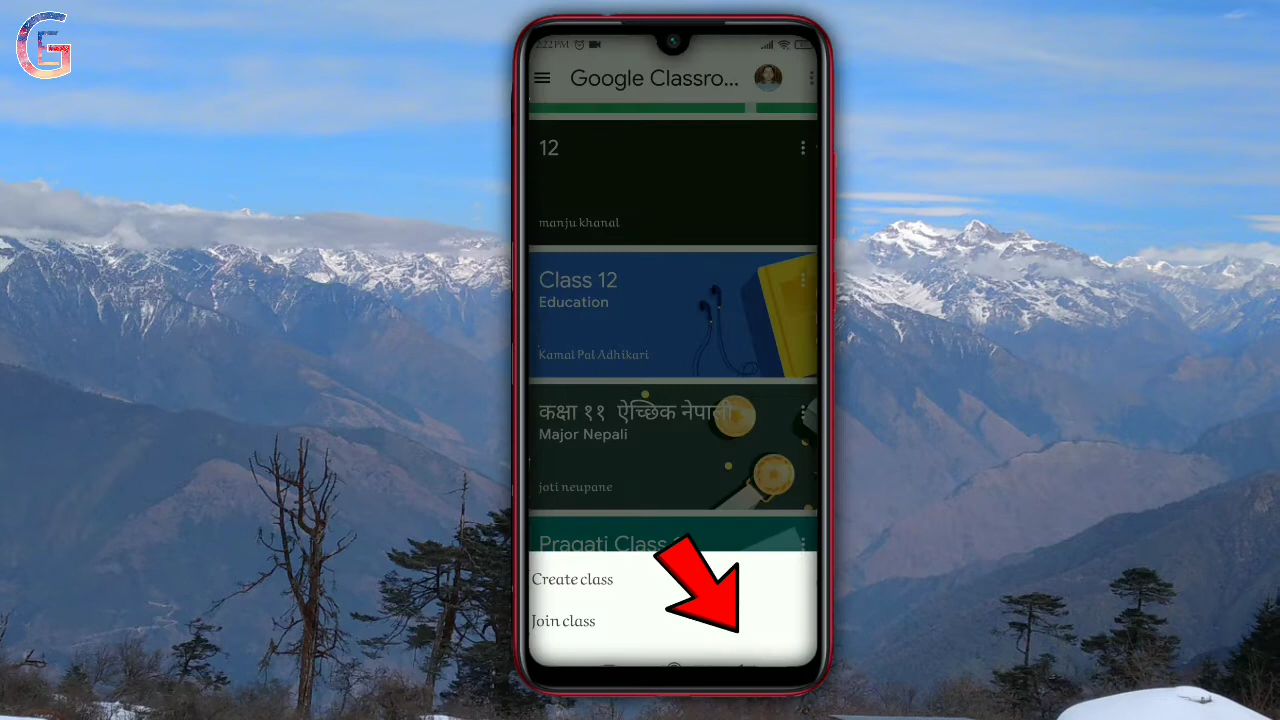 GE
2:22 PM
Google Classro...
12
manju khanal
Class 12
Education
Kamal Pal Adhikari
कक्षा ११ ऐच्छिक नेपाली
Major Nepali
joti neupane
Pragati Class
Create class
Join class